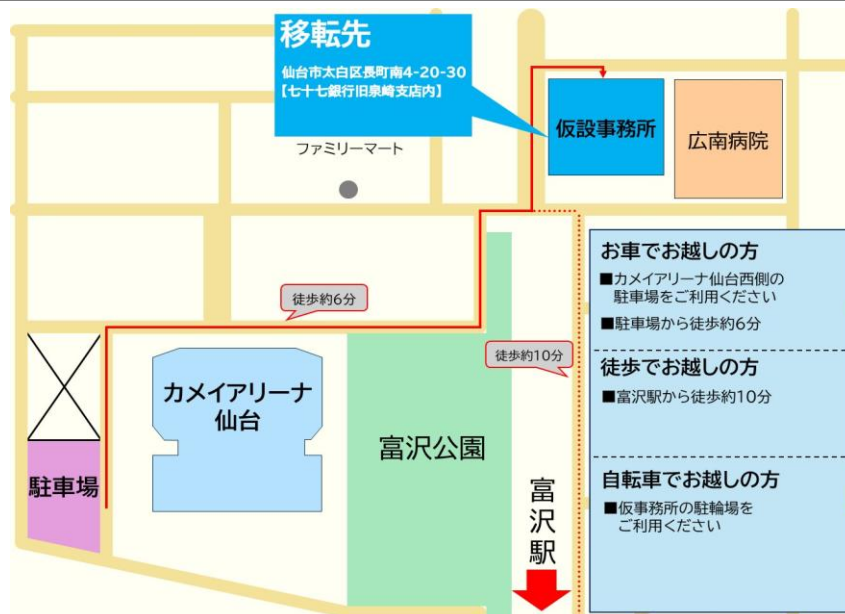 移転先
仙台市太白区長町南4-20-30
【七十七銀行旧泉崎支店内】
仮設事務所
広南病院
ファミリーマート
徒歩約6分
徒歩約10分
カメイアリーナ
仙台
富沢公園
駐車場
富沢駅
お車でお越しの方
■カメイアリーナ仙台西側の
駐車場をご利用ください
■駐車場から徒歩約6分
徒歩でお越しの方
■富沢駅から徒歩約10分
自転車でお越しの方
■仮事務所の駐輪場を
ご利用ください